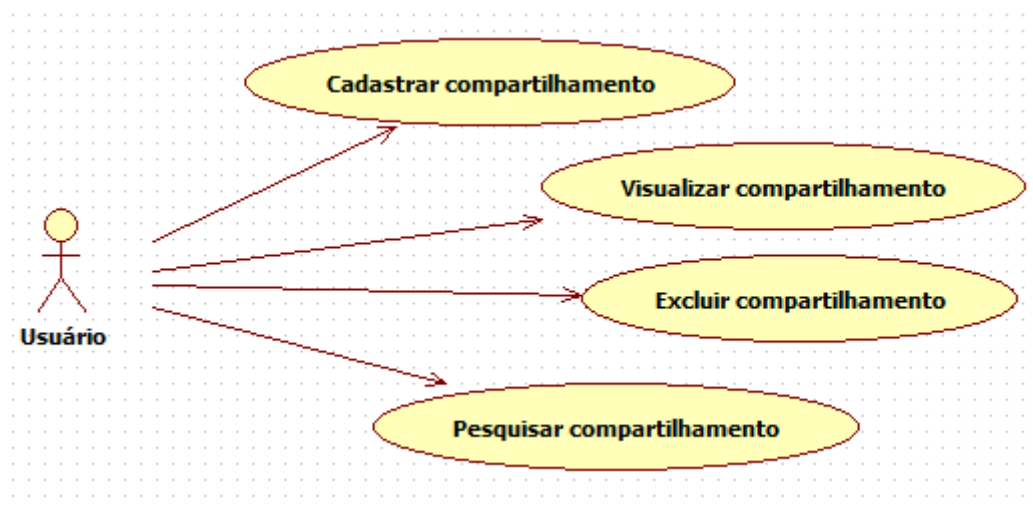 Cadastrar compartilhamento
Visualizar compartilhamento
Excluir compartilhamento
Usuário
Pesquisar compartilhamento